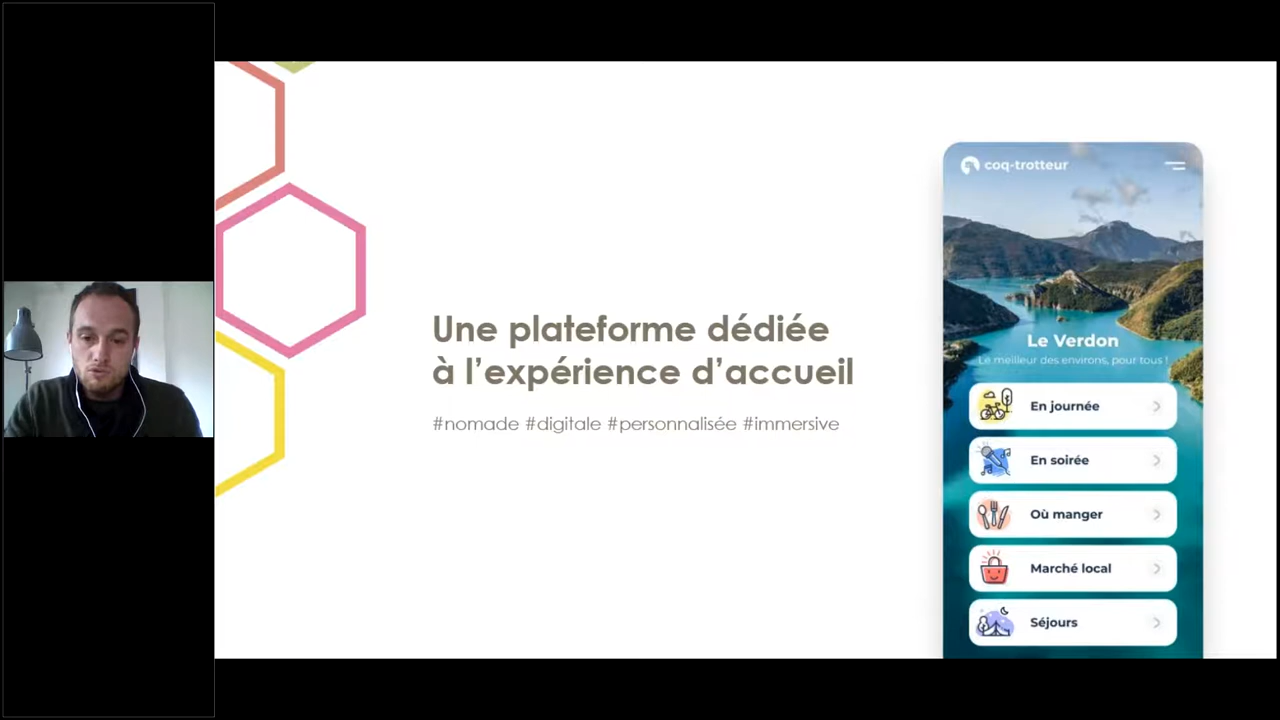 Une plateforme dédiée
à l’expérience d’accueil
#nomade #digitale #personnalisée #immersive
coq-trotteur
Le Verdon
Le meilleur des environs, pour tous !
En journée
En soirée
Où manger
Marché local
Séjours